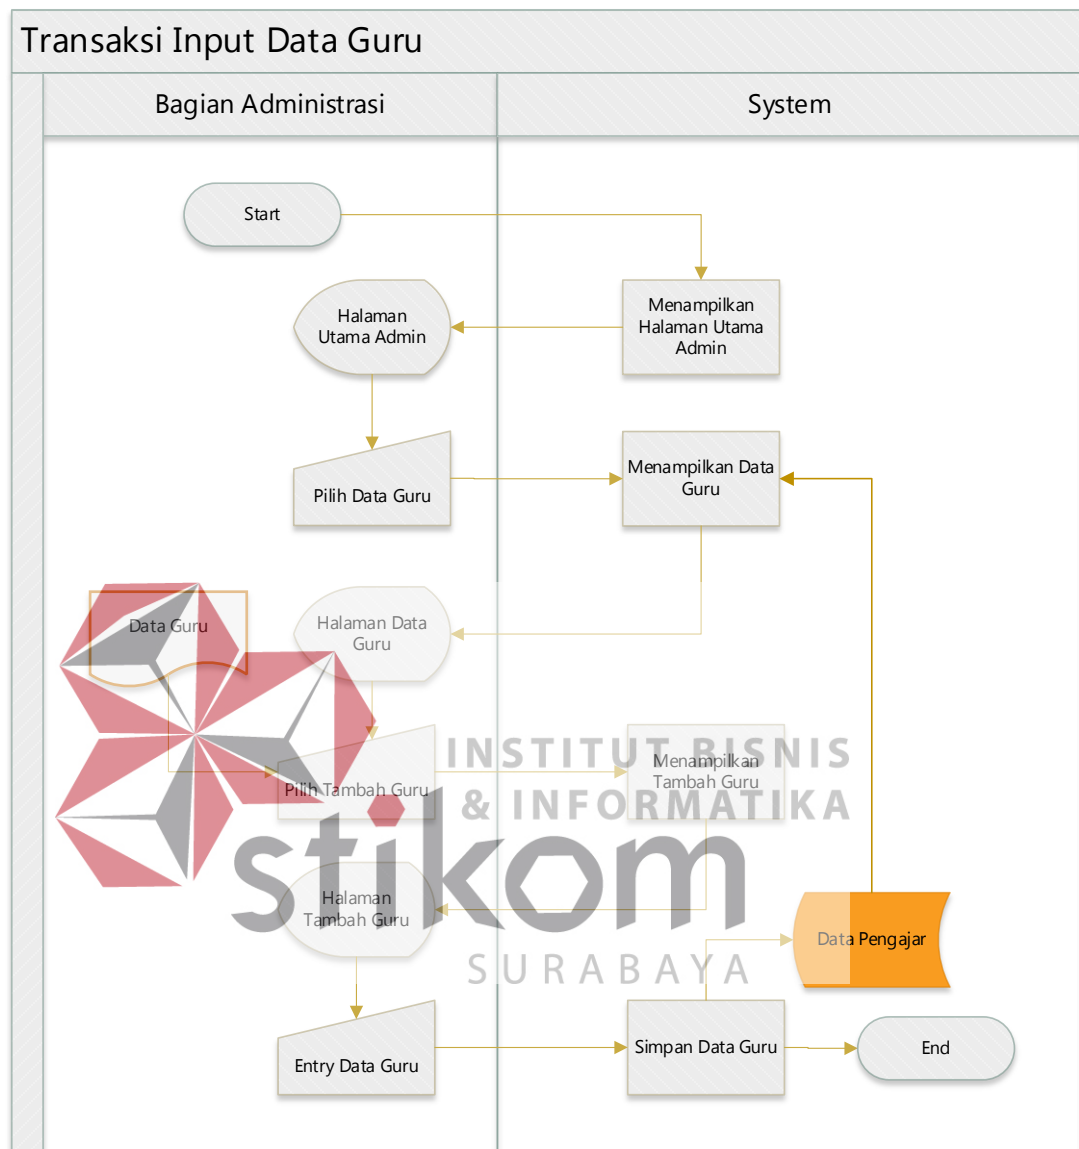 Transaksi Input Data Guru
Bagian Administrasi
System
Start
Halaman
Utama Admin
Menampilkan
Halaman Utama
Admin
Pilih Data Guru
Menampilkan Data
Guru
Data Guru
Halaman Data
Guru
INSTITUT BISNIS
& INFORMATIKA
stikom
SURABAYA
Pilih Tambah Guru
Menampilkan
Tambah Guru
Halaman
Tambah Guru
Data Pengajar
Entry Data Guru
Simpan Data Guru
End